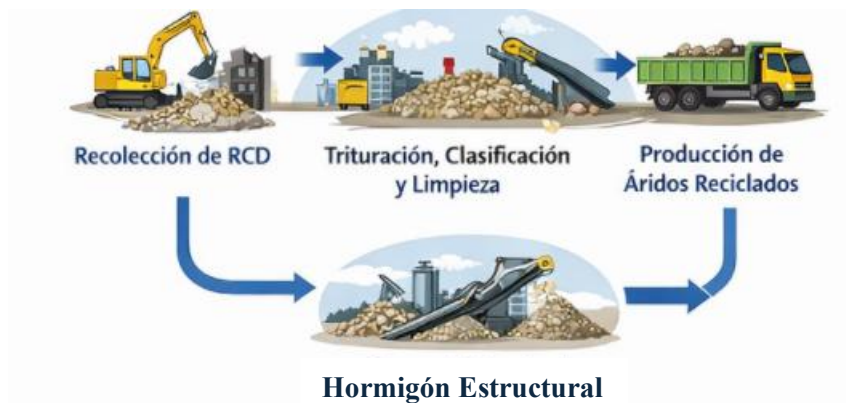 Recolección de RCD
Trituración, Clasificación
y Limpieza
Producción de
Áridos Reciclados
Hormigón Estructural